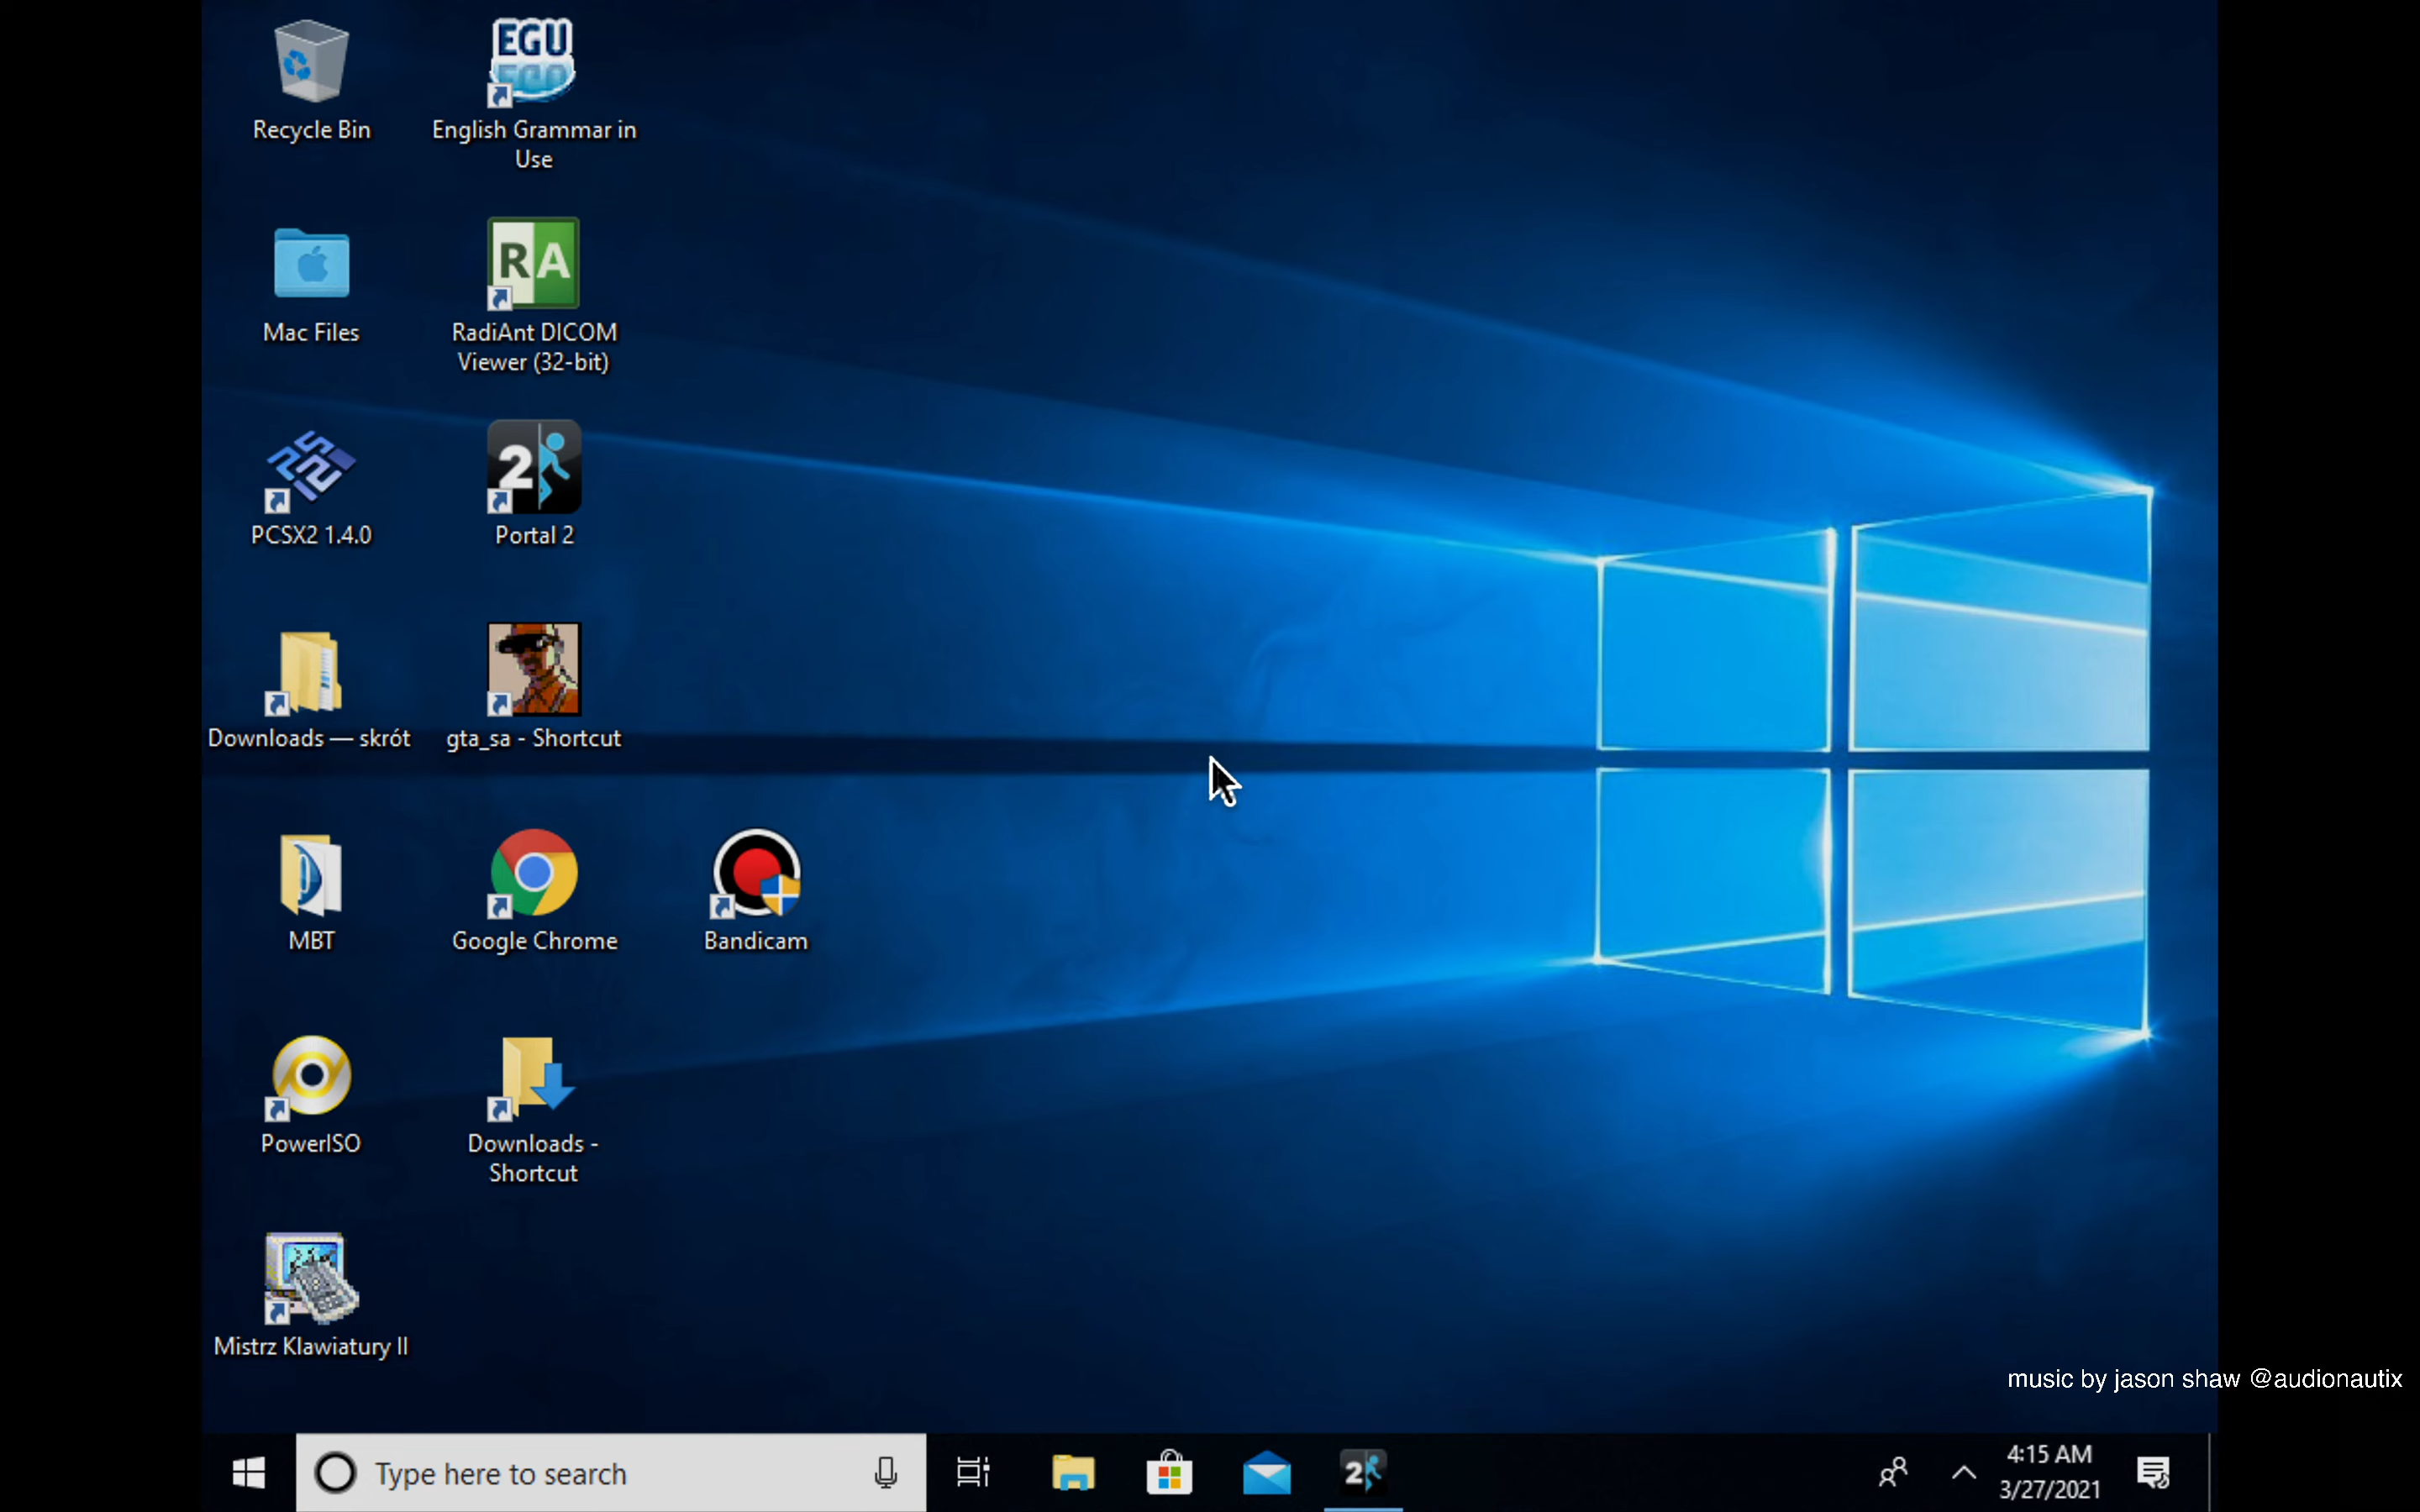 EGU
Recycle Bin
English Grammar in
Use
RA
Mac Files
RadiAnt DICOM
Viewer (32-bit)
2
PCSX2 1.4.0
Portal 2
Downloads — skrót
gta_sa - Shortcut
MBT
Google Chrome
Bandicam
PowerISO
Downloads -
Shortcut
Mistrz Klawiatury II
music by jason shaw @audionautix
Type here to search
2
4:15 AM
3/27/2021